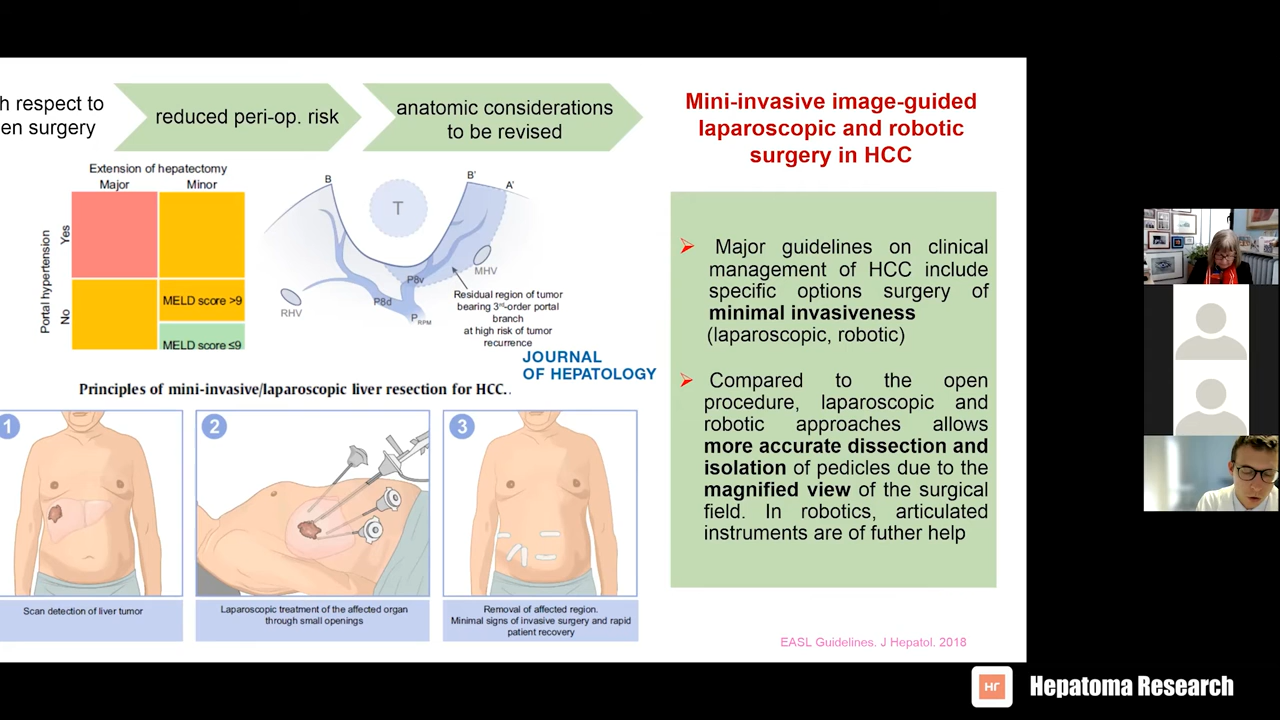 h respect to
en surgery
reduced peri-op. risk
anatomic considerations
to be revised
Extension of hepatectomy
Major
Minor
Portal hypertension
Yes
No
MELD score >9
MELD score ≤9
B
B'
A'
T
MHV
P8v
P8d
RHV
P RPM
Residual region of tumor
bearing 3rd-order portal
branch
at high risk of tumor
recurrence
JOURNAL
OF HEPATOLOGY
Principles of mini-invasive/laparoscopic liver resection for HCC..
1
2
3
Scan detection of liver tumor
Laparoscopic treatment of the affected organ
through small openings
Removal of affected region.
Minimal signs of invasive surgery and rapid
patient recovery
Mini-invasive image-guided
laparoscopic and robotic
surgery in HCC
Major guidelines on clinical
management of HCC include
specific options surgery of
minimal invasiveness
(laparoscopic, robotic)
Compared to the open
procedure, laparoscopic and
robotic approaches allows
more accurate dissection and
isolation of pedicles due to the
magnified view of the surgical
field. In robotics, articulated
instruments are of futher help
EASL Guidelines. J Hepatol. 2018
Hr
Hepatoma Research